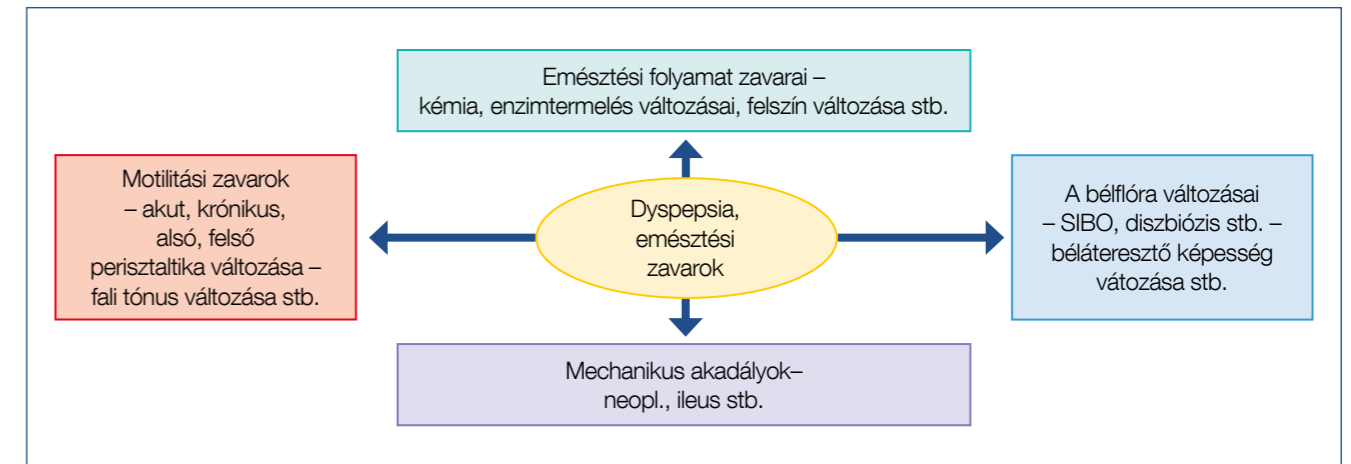 Emésztési folyamat zavarai –
kémia, enzimtermelés változásai, felszín változása stb.
Motilitási zavarok
– akut, krónikus,
alsó, felső
perisztaltika változása –
fali tónus változása stb.
Dyspepsia,
emésztési
zavarok
A bélflóra változásai
– SIBO, diszbiózis stb. –
béláteresztő képesség
vátozása stb.
Mechanikus akadályok–
neopl., ileus stb.